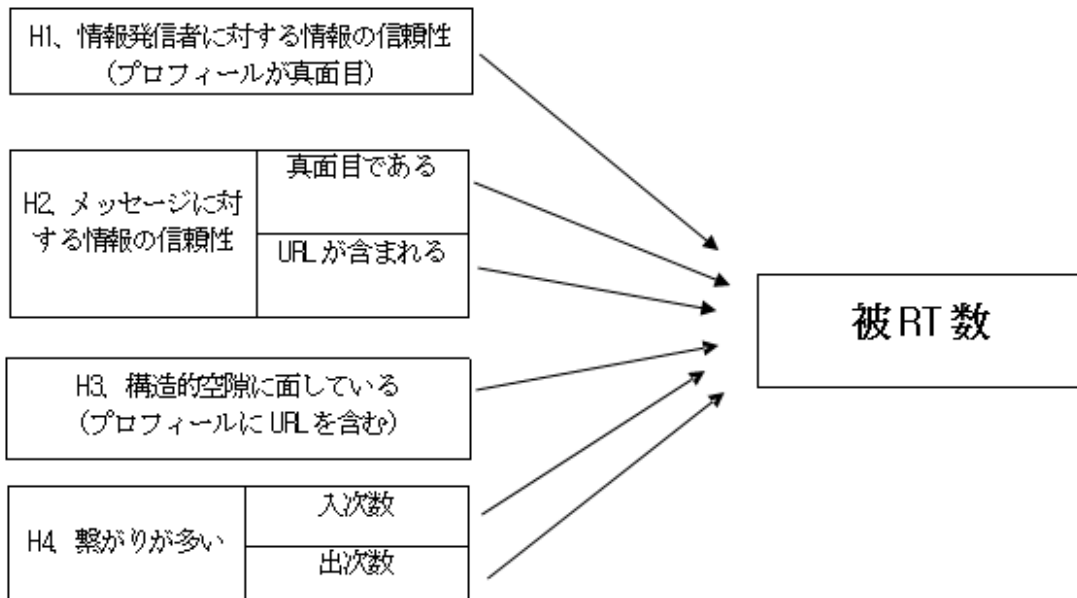 H1、情報発信者に対する情報の信頼性
(プロフィールが真面目)
H2、メッセージに対
する情報の信頼性
真面目である
URLが含まれる
H3、構造的空隙に面している
(プロフィールにURLを含む)
H4、繋がりが多い
入次数
出次数
被RT数